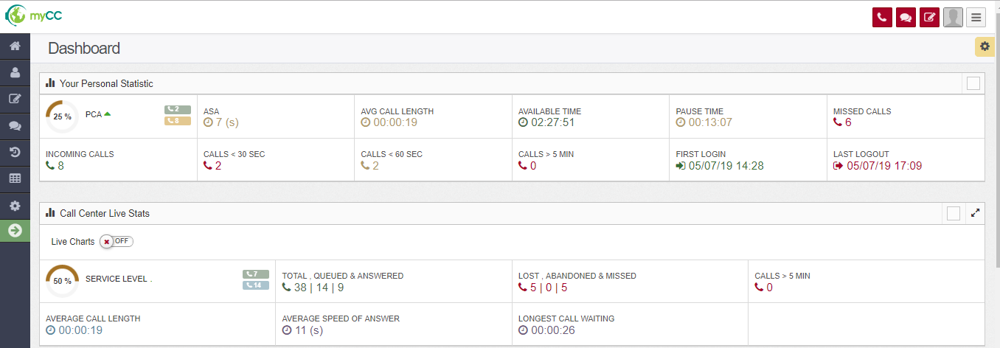 myCC
Dashboard
Your Personal Statistic
25 %
PCA
2
8
ASA
7 (s)
AVG CALL LENGTH
00:00:19
AVAILABLE TIME
02:27:51
PAUSE TIME
00:13:07
MISSED CALLS
6
INCOMING CALLS
8
CALLS < 30 SEC
2
CALLS < 60 SEC
2
CALLS > 5 MIN
0
FIRST LOGIN
05/07/19 14:28
LAST LOGOUT
05/07/19 17:09
Call Center Live Stats
Live Charts
OFF
50 %
SERVICE LEVEL .
7
14
TOTAL , QUEUED & ANSWERED
38 | 14 | 9
LOST , ABANDONED & MISSED
5 | 0 | 5
CALLS > 5 MIN
0
AVERAGE CALL LENGTH
00:00:19
AVERAGE SPEED OF ANSWER
11 (s)
LONGEST CALL WAITING
00:00:26